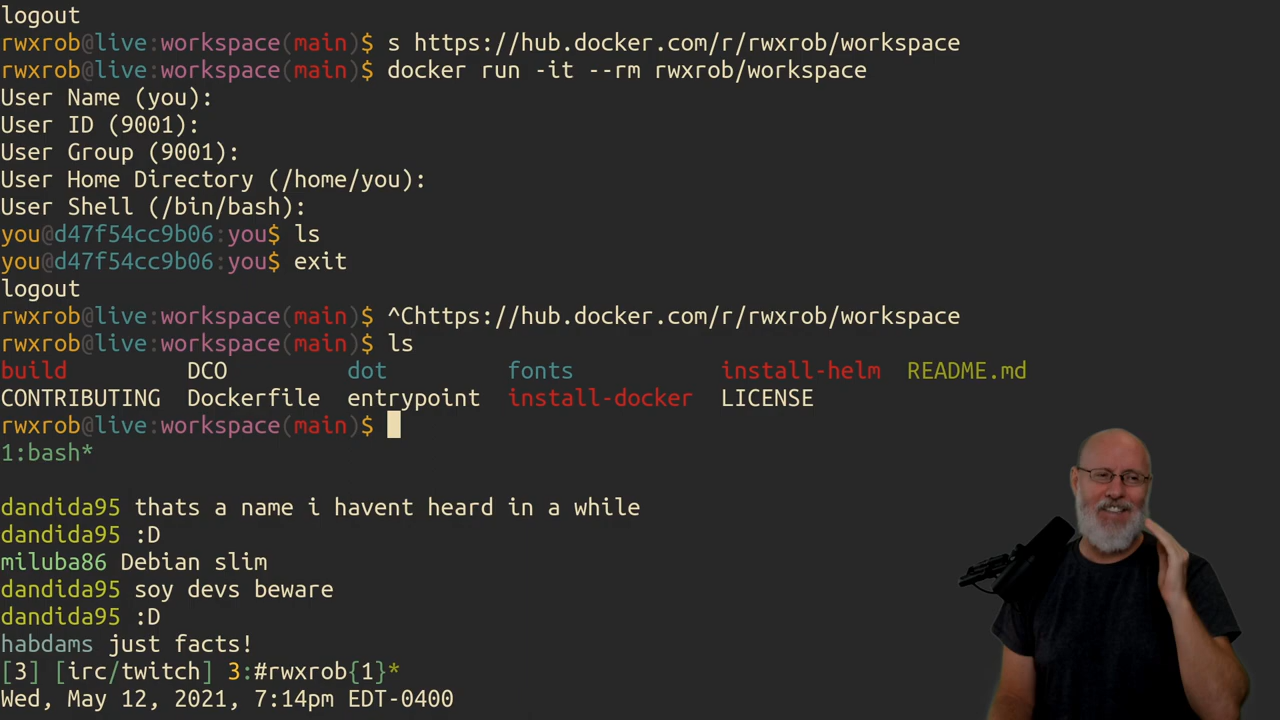 logout
rwxrob@live:workspace(main)$ s https://hub.docker.com/r/rwxrob/workspace
rwxrob@live:workspace(main)$ docker run -it --rm rwxrob/workspace
User Name (you):
User ID (9001):
User Group (9001):
User Home Directory (/home/you):
User Shell (/bin/bash):
you@d47f54cc9b06:you$ ls
you@d47f54cc9b06:you$ exit
logout
rwxrob@live:workspace(main)$ ^Chttps://hub.docker.com/r/rwxrob/workspace
rwxrob@live:workspace(main)$ ls
build DCO dot fonts install-helm README.md
CONTRIBUTING Dockerfile entrypoint install-docker LICENSE
rwxrob@live:workspace(main)$
1:bash*
dandida95 thats a name i havent heard in a while
dandida95 :D
miluba86 Debian slim
dandida95 soy devs beware
dandida95 :D
habdams just facts!
[3] [irc/twitch] 3:#rwxrob{1}*
Wed, May 12, 2021, 7:14pm EDT-0400